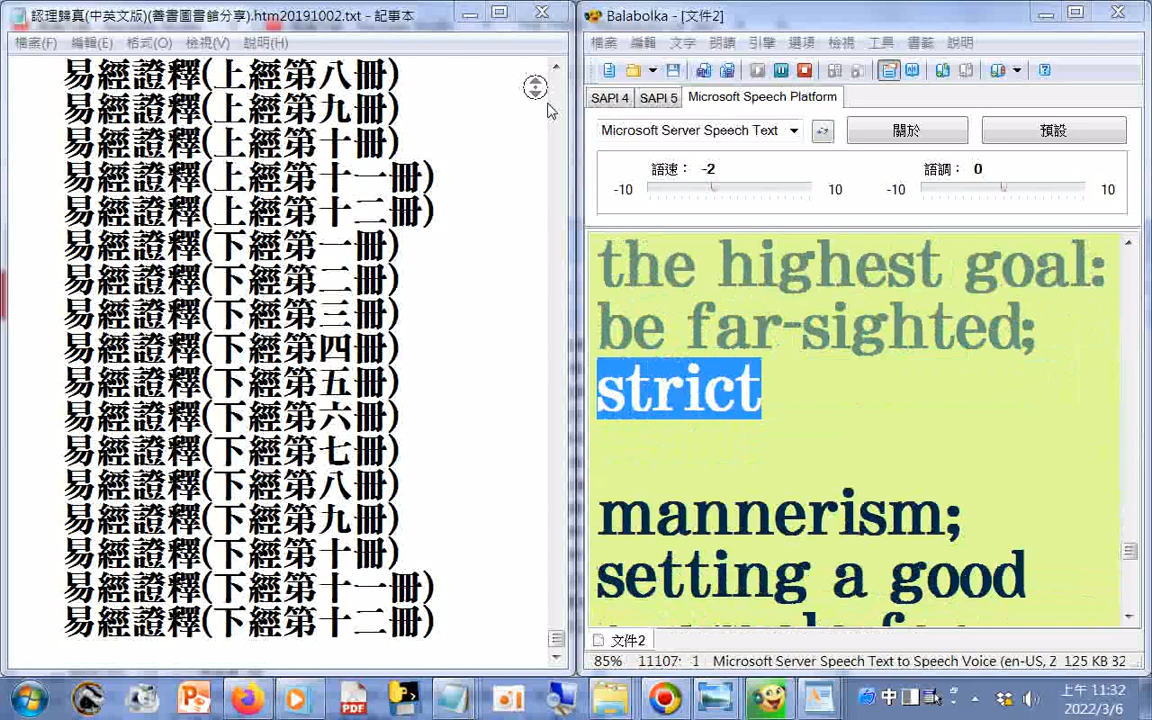 認理歸真(中英文版)(善書圖書館分享).htm20191002.txt - 記事本
檔案(F) 編輯(E) 格式(O) 檢視(V) 說明(H)
易經證釋(上經第八冊)
易經證釋(上經第九冊)
易經證釋(上經第十冊)
易經證釋(上經第十一冊)
易經證釋(上經第十二冊)
易經證釋(下經第一冊)
易經證釋(下經第二冊)
易經證釋(下經第三冊)
易經證釋(下經第四冊)
易經證釋(下經第五冊)
易經證釋(下經第六冊)
易經證釋(下經第七冊)
易經證釋(下經第八冊)
易經證釋(下經第九冊)
易經證釋(下經第十冊)
易經證釋(下經第十一冊)
易經證釋(下經第十二冊)
Balabolka - [文件2]
檔案 編輯 文字 朗讀 引擎 選項 檢視 工具 書籤 說明
SAPI 4 SAPI 5 Microsoft Speech Platform
Microsoft Server Speech Text 關於 預設
語速： -2 語調： 0
-10 10 -10 10
the highest goal:
be far-sighted;
strict
mannerism;
setting a good
文件2
85% 11107: 1 Microsoft Server Speech Text to Speech Voice (en-US, Z 125 KB 32
中 上午 11:32
2022/3/6